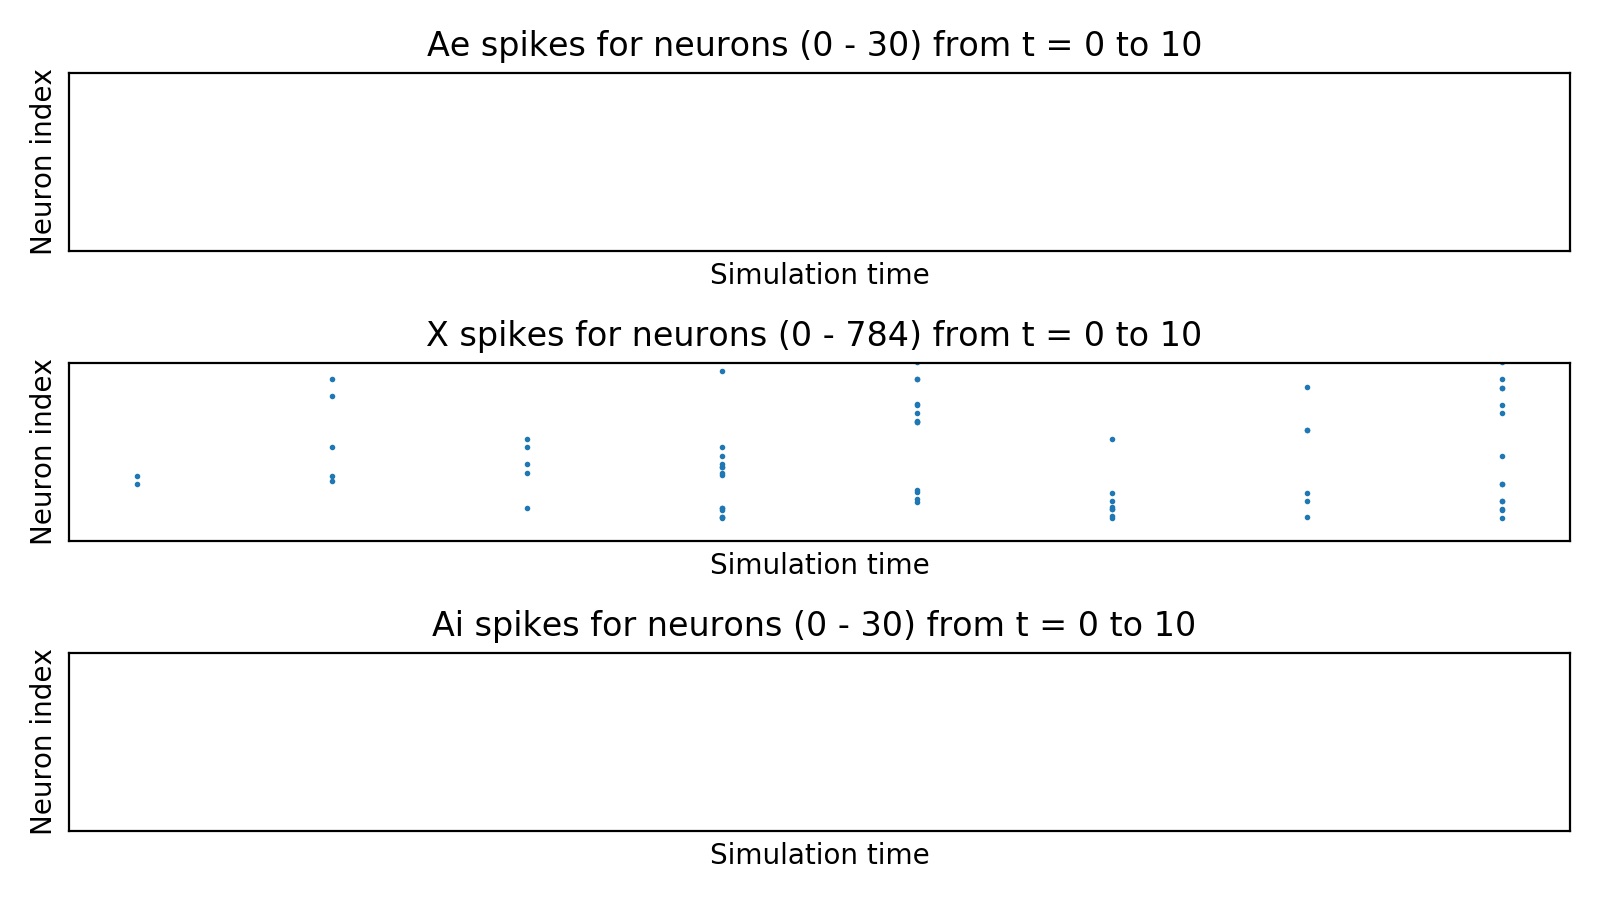 Ae spikes for neurons (0 - 30) from t = 0 to 10
Neuron index
Simulation time
X spikes for neurons (0 - 784) from t = 0 to 10
Neuron index
Simulation time
Ai spikes for neurons (0 - 30) from t = 0 to 10
Neuron index
Simulation time